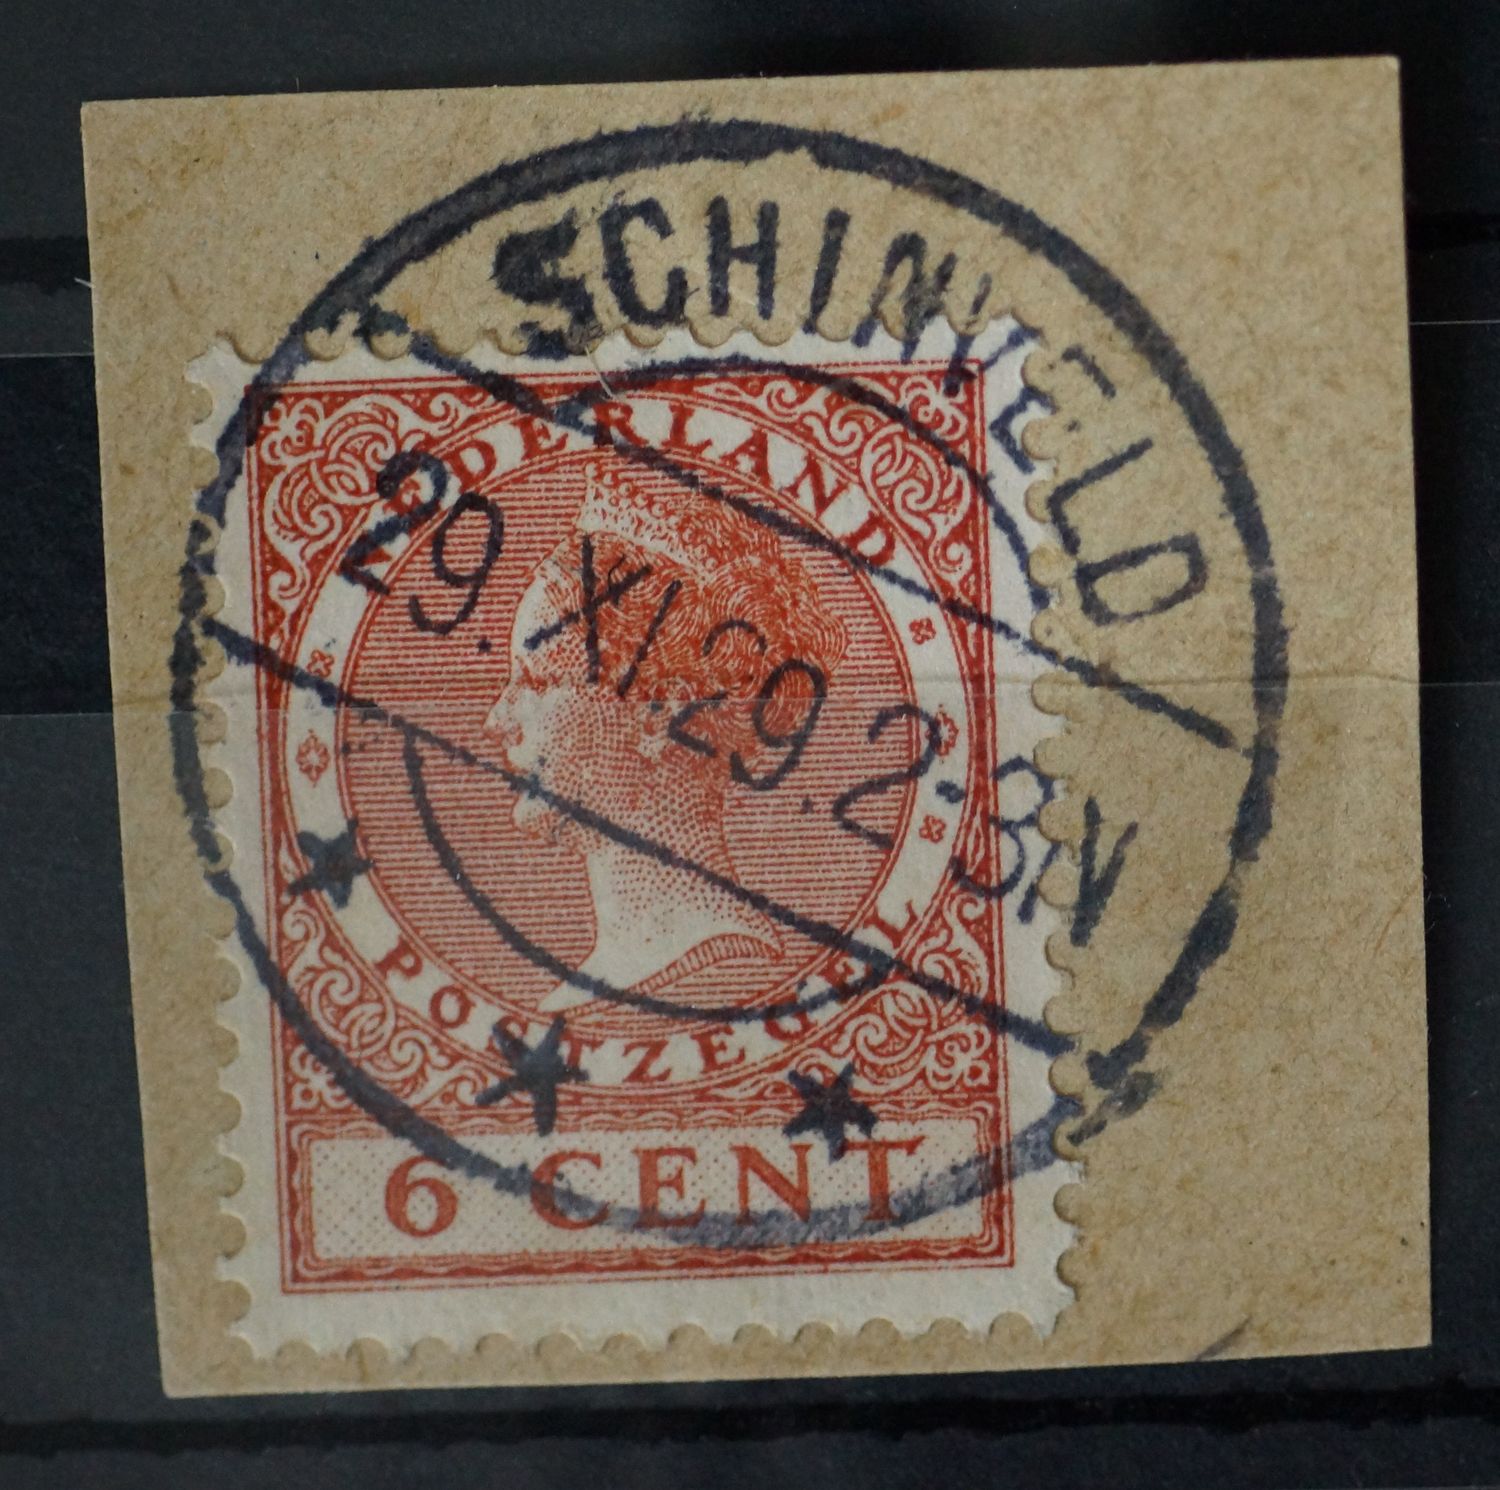 SCHINVELD
29.XI.29.2-3N
NEDERLAND
POSTZEGEL
6 CENT